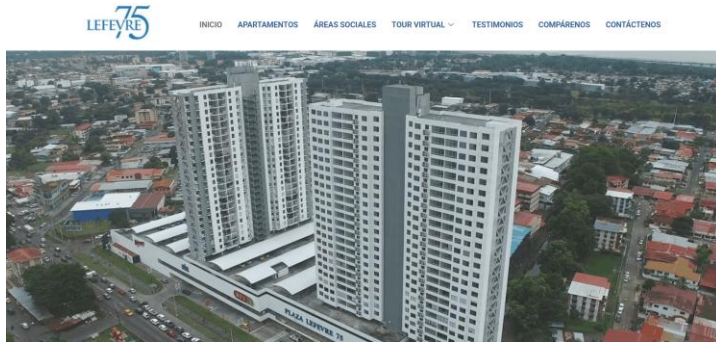 LEFEVRE 75
INICIO APARTAMENTOS ÁREAS SOCIALES TOUR VIRTUAL TESTIMONIOS COMPÁRENOS CONTÁCTENOS
PLAZA LEFEVRE 75